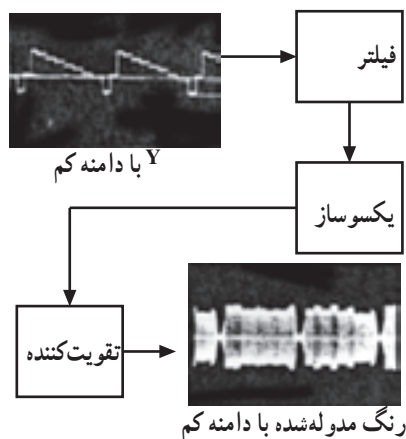 فیلتر
Y با دامنه کم
یکسوساز
تقویت‌کننده
رنگ مدوله‌شده با دامنه کم